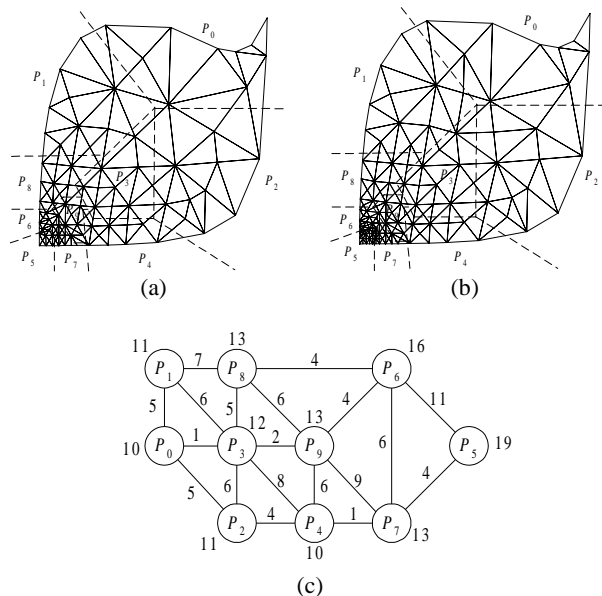 P0
P0
P1
P1
P8
P3
P2
P8
P3
P2
P6
P6
P5 P7 P4
P5 P7 P4
(a) (b)
11 13 16
P1 7 P8 4 P6
5 6 5 12 6 13 4 11 19
10 P0 1 P3 2 P9 6 P5
5 6 8 6 9 4
P2 4 P4 1 P7
11 10 13
(c)